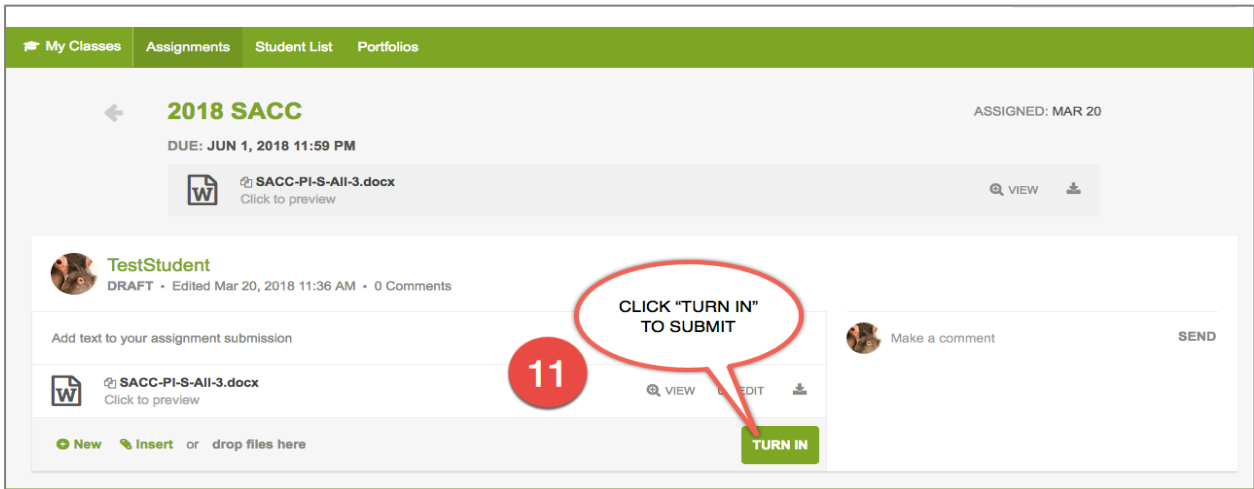 My Classes Assignments Student List Portfolios
2018 SACC
ASSIGNED: MAR 20
DUE: JUN 1, 2018 11:59 PM
SACC-PI-S-All-3.docx
Click to preview
VIEW
TestStudent
DRAFT • Edited Mar 20, 2018 11:36 AM • 0 Comments
CLICK “TURN IN”
TO SUBMIT
Add text to your assignment submission
Make a comment SEND
11
SACC-PI-S-All-3.docx
Click to preview
VIEW EDIT
New Insert or drop files here
TURN IN